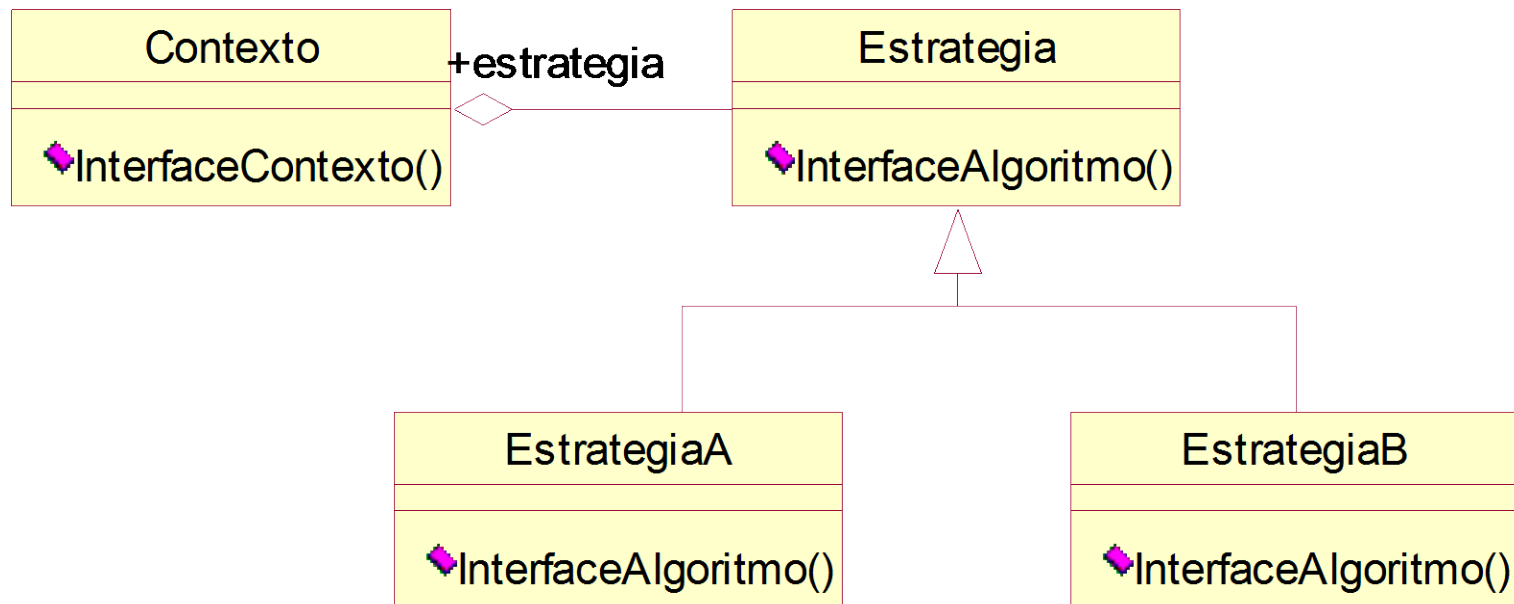 Contexto
+estrategia
Estrategia
InterfaceContexto()
InterfaceAlgoritmo()
EstrategiaA
EstrategiaB
InterfaceAlgoritmo()
InterfaceAlgoritmo()